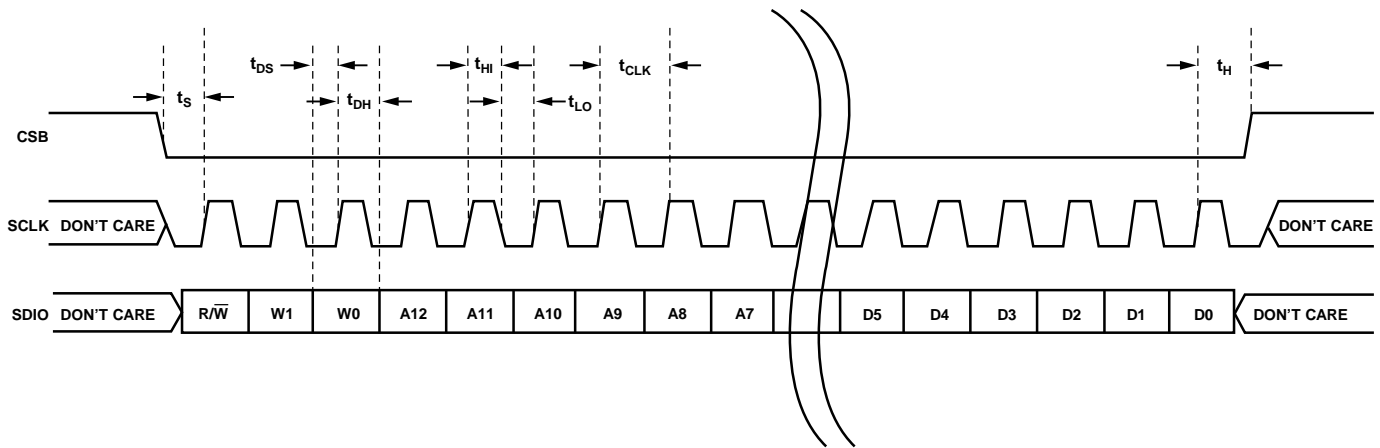 t_DS t_HI t_CLK t_H
t_S t_DH t_LO
CSB
SCLK DON'T CARE DON'T CARE
SDIO DON'T CARE R/W̅ W1 W0 A12 A11 A10 A9 A8 A7 D5 D4 D3 D2 D1 D0 DON'T CARE